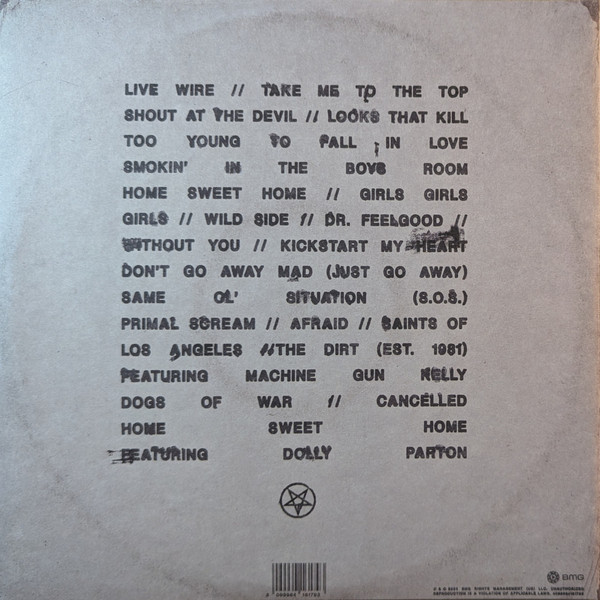 LIVE WIRE // TAKE ME TO THE TOP
SHOUT AT THE DEVIL // LOOKS THAT KILL
TOO YOUNG TO FALL IN LOVE
SMOKIN' IN THE BOYS ROOM
HOME SWEET HOME // GIRLS GIRLS
GIRLS // WILD SIDE // DR. FEELGOOD //
WITHOUT YOU // KICKSTART MY HEART
DON'T GO AWAY MAD (JUST GO AWAY)
SAME OL' SITUATION (S.O.S.)
PRIMAL SCREAM // AFRAID // SAINTS OF
LOS ANGELES //THE DIRT (EST. 1981)
FEATURING MACHINE GUN KELLY
DOGS OF WAR // CANCELLED
HOME SWEET HOME
FEATURING DOLLY PARTON
BMG